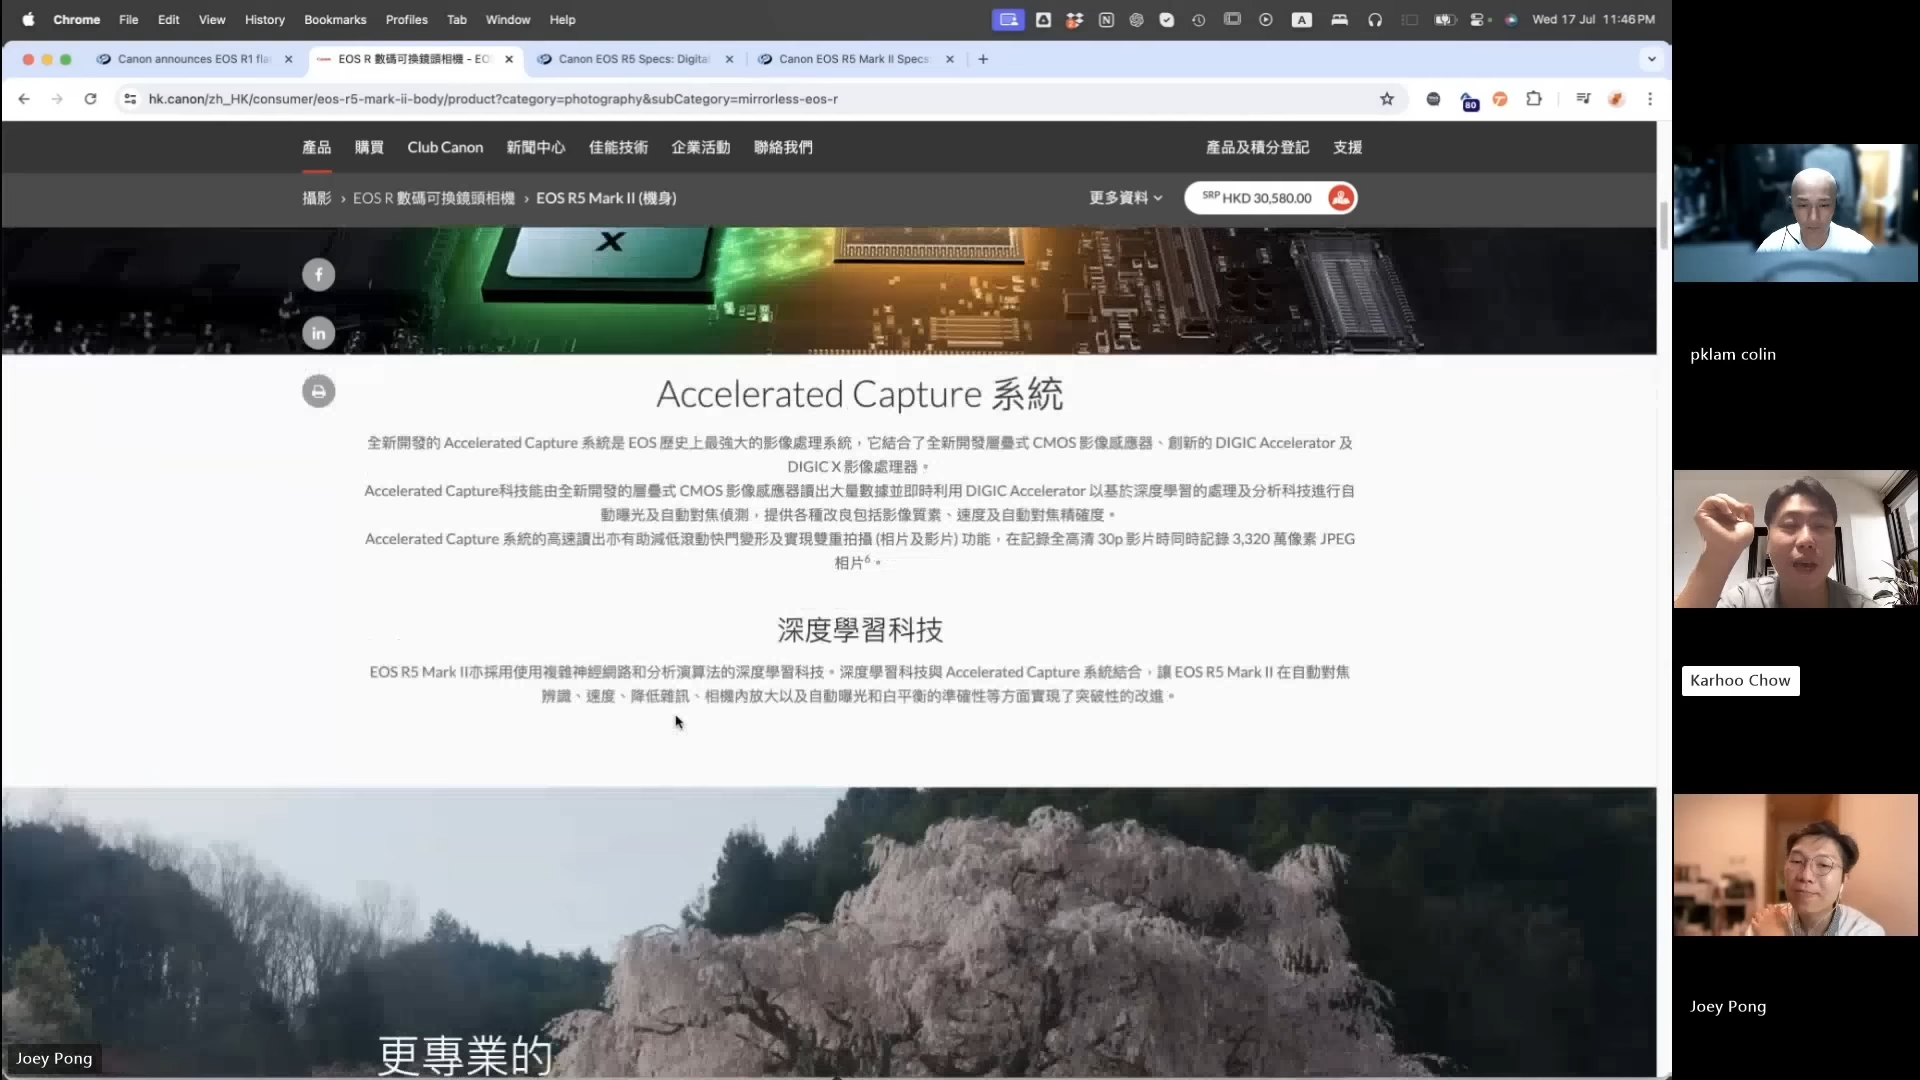 Chrome File Edit View History Bookmarks Profiles Tab Window Help
A
Wed 17 Jul 11:46PM
Canon announces EOS R1 fla
EOS R 數碼可換鏡頭相機 – EO
Canon EOS R5 Specs: Digital
Canon EOS R5 Mark II Specs:
hk.canon/zh_HK/consumer/eos-r5-mark-ii-body/product?category=photography&subCategory=mirrorless-eos-r
80
產品 購買 Club Canon 新聞中心 佳能技術 企業活動 聯絡我們 產品及積分登記 支援
攝影 › EOS R 數碼可換鏡頭相機 › EOS R5 Mark II (機身) 更多資料 SRP HKD 30,580.00
X
f
in
Accelerated Capture 系統
全新開發的 Accelerated Capture 系統是 EOS 歷史上最強大的影像處理系統，它結合了全新開發層疊式 CMOS 影像感應器、創新的 DIGIC Accelerator 及
DIGIC X 影像處理器。
Accelerated Capture科技能由全新開發的層疊式 CMOS 影像感應器讀出大量數據並即時利用 DIGIC Accelerator 以基於深度學習的處理及分析科技進行自
動曝光及自動對焦偵測，提供各種改良包括影像質素、速度及自動對焦精確度。
Accelerated Capture 系統的高速讀出亦有助減低滾動快門變形及實現雙重拍攝 (相片及影片) 功能，在記錄全高清 30p 影片時同時記錄 3,320 萬像素 JPEG
相片⁶。
深度學習科技
EOS R5 Mark II亦採用使用複雜神經網路和分析演算法的深度學習科技。深度學習科技與 Accelerated Capture 系統結合，讓 EOS R5 Mark II 在自動對焦
辨識、速度、降低雜訊、相機內放大以及自動曝光和白平衡的準確性等方面實現了突破性的改進。
更專業的
Joey Pong
pklam colin
Karhoo Chow
Joey Pong